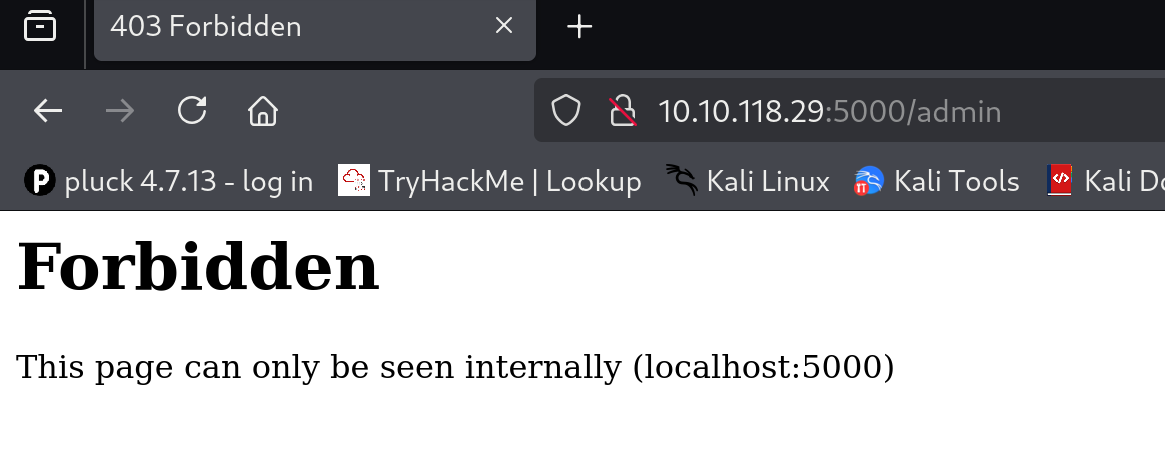 403 Forbidden
10.10.118.29:5000/admin
pluck 4.7.13 - log in TryHackMe | Lookup Kali Linux Kali Tools Kali
Forbidden
This page can only be seen internally (localhost:5000)